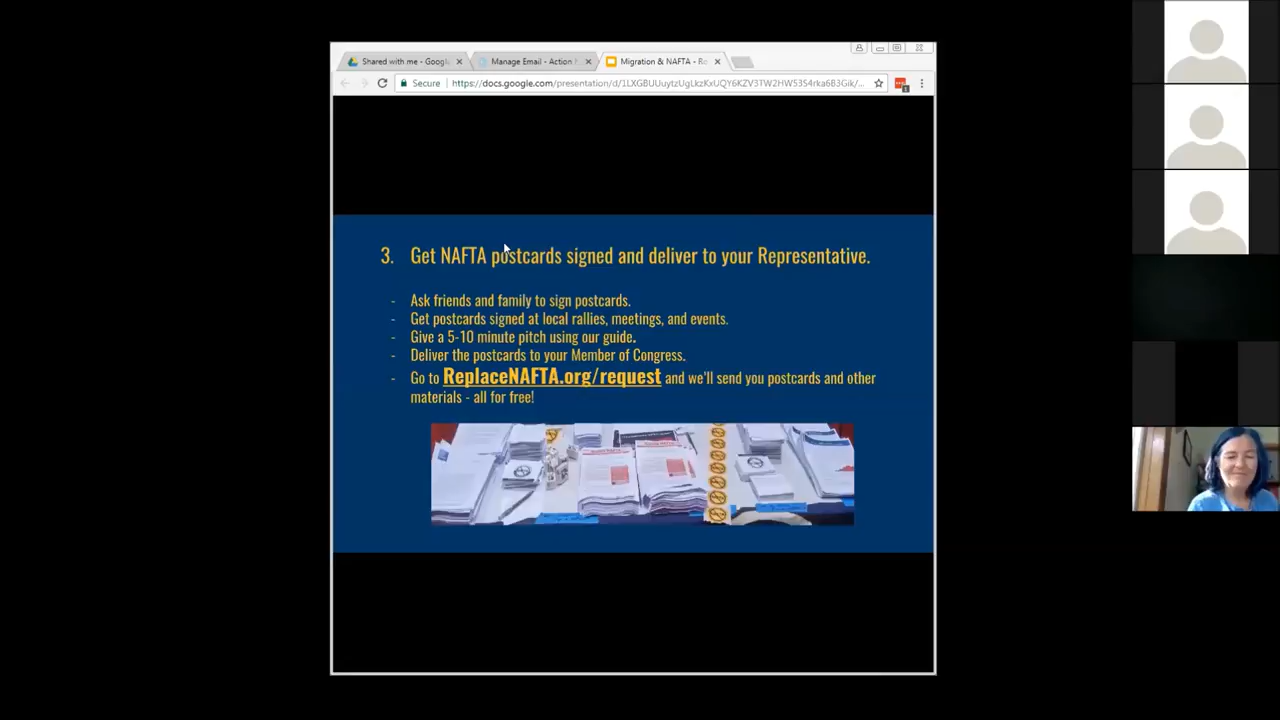 Shared with me - Google
Manage Email - Action N
Migration & NAFTA - Ro
Secure
3. Get NAFTA postcards signed and deliver to your Representative.
- Ask friends and family to sign postcards.
- Get postcards signed at local rallies, meetings, and events.
- Give a 5-10 minute pitch using our guide.
- Deliver the postcards to your Member of Congress.
- Go to ReplaceNAFTA.org/request and we'll send you postcards and other
materials - all for free!